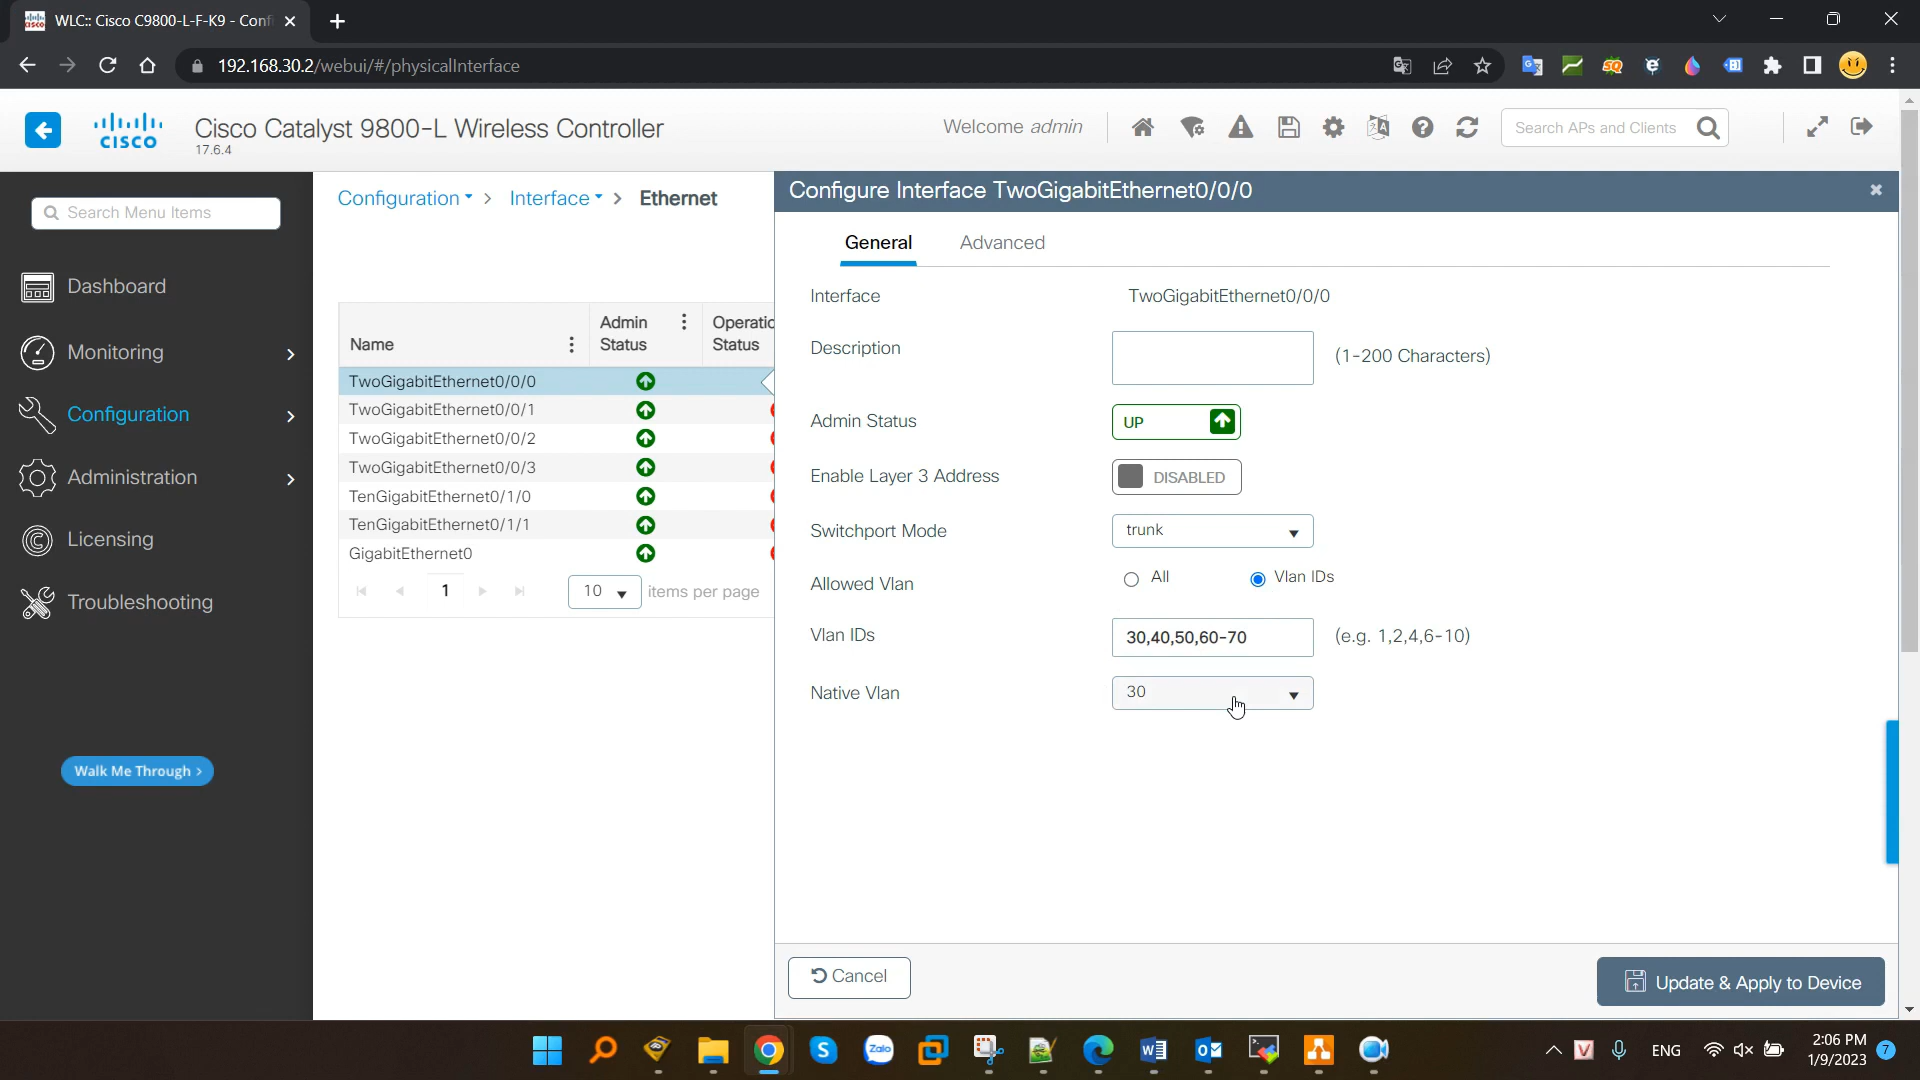 WLC:: Cisco C9800-L-F-K9 - Conf
192.168.30.2/webui/#/physicalInterface
CISCO
Cisco Catalyst 9800-L Wireless Controller
17.6.4
Welcome admin
Search APs and Clients
Search Menu Items
Dashboard
Monitoring
Configuration
Administration
Licensing
Troubleshooting
Walk Me Through >
Configuration > Interface > Ethernet
Name
Admin Status
Operatio
Status
TwoGigabitEthernet0/0/0
TwoGigabitEthernet0/0/1
TwoGigabitEthernet0/0/2
TwoGigabitEthernet0/0/3
TenGigabitEthernet0/1/0
TenGigabitEthernet0/1/1
GigabitEthernet0
1
10 items per page
Configure Interface TwoGigabitEthernet0/0/0
General Advanced
Interface TwoGigabitEthernet0/0/0
Description (1-200 Characters)
Admin Status UP
Enable Layer 3 Address DISABLED
Switchport Mode trunk
Allowed Vlan All Vlan IDs
Vlan IDs 30,40,50,60-70 (e.g. 1,2,4,6-10)
Native Vlan 30
Cancel
Update & Apply to Device
Zalo
ENG
2:06 PM
1/9/2023
7